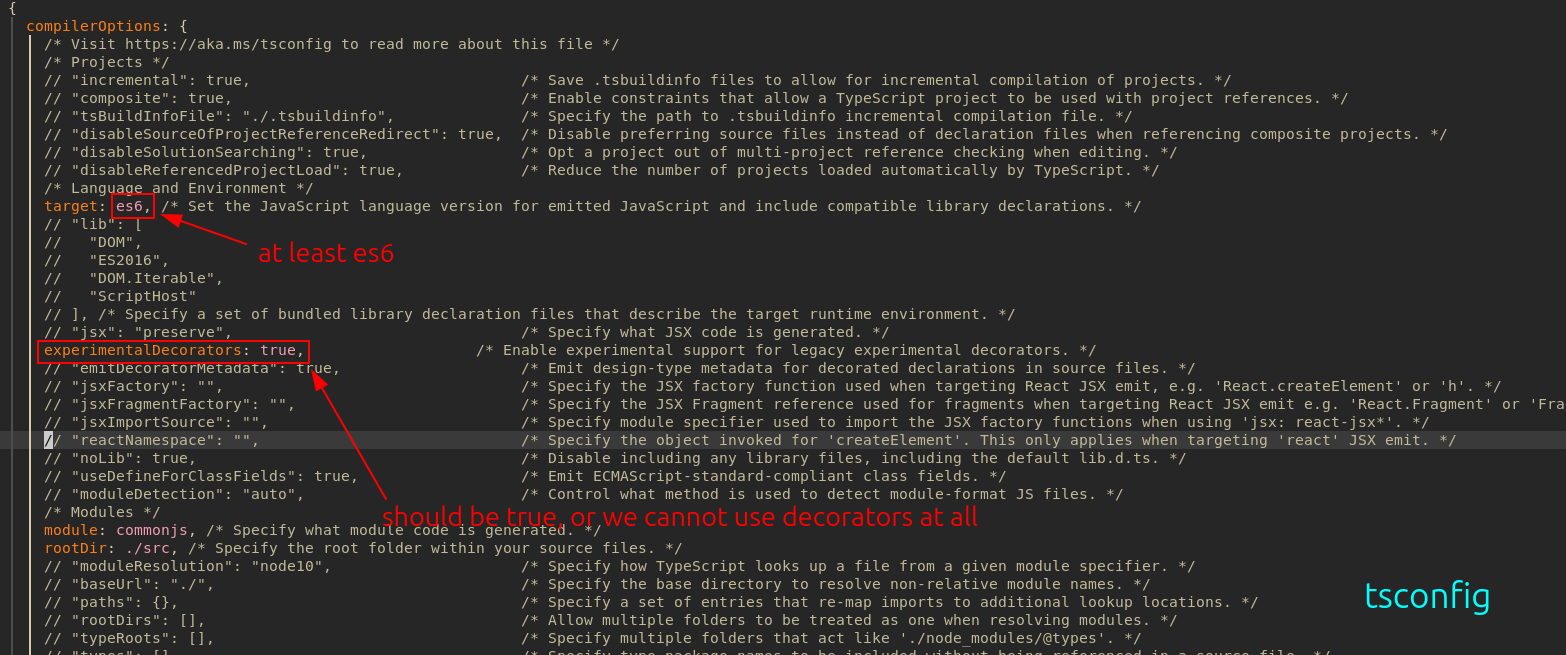 {
compilerOptions: {
/* Visit https://aka.ms/tsconfig to read more about this file */
/* Projects */
// "incremental": true, /* Save .tsbuildinfo files to allow for incremental compilation of projects. */
// "composite": true, /* Enable constraints that allow a TypeScript project to be used with project references. */
// "tsBuildInfoFile": "./.tsbuildinfo", /* Specify the path to .tsbuildinfo incremental compilation file. */
// "disableSourceOfProjectReferenceRedirect": true, /* Disable preferring source files instead of declaration files when referencing composite projects. */
// "disableSolutionSearching": true, /* Opt a project out of multi-project reference checking when editing. */
// "disableReferencedProjectLoad": true, /* Reduce the number of projects loaded automatically by TypeScript. */
/* Language and Environment */
target: es6, /* Set the JavaScript language version for emitted JavaScript and include compatible library declarations. */
// "lib": [
// "DOM",
at least es6
// "ES2016",
// "DOM.Iterable",
// "ScriptHost"
// ], /* Specify a set of bundled library declaration files that describe the target runtime environment. */
// "jsx": "preserve", /* Specify what JSX code is generated. */
experimentalDecorators: true, /* Enable experimental support for legacy experimental decorators. */
// "emitDecoratorMetadata": true, /* Emit design-type metadata for decorated declarations in source files. */
// "jsxFactory": "", /* Specify the JSX factory function used when targeting React JSX emit, e.g. 'React.createElement' or 'h'. */
// "jsxFragmentFactory": "", /* Specify the JSX Fragment reference used for fragments when targeting React JSX emit e.g. 'React.Fragment' or 'Fra
// "jsxImportSource": "", /* Specify module specifier used to import the JSX factory functions when using 'jsx: react-jsx*'. */
// "reactNamespace": "", /* Specify the object invoked for 'createElement'. This only applies when targeting 'react' JSX emit. */
// "noLib": true, /* Disable including any library files, including the default lib.d.ts. */
// "useDefineForClassFields": true, /* Emit ECMAScript-standard-compliant class fields. */
// "moduleDetection": "auto", /* Control what method is used to detect module-format JS files. */
/* Modules */
should be true, or we cannot use decorators at all
module: commonjs, /* Specify what module code is generated. */
rootDir: ./src, /* Specify the root folder within your source files. */
// "moduleResolution": "node10", /* Specify how TypeScript looks up a file from a given module specifier. */
// "baseUrl": "./", /* Specify the base directory to resolve non-relative module names. */
// "paths": {}, /* Specify a set of entries that re-map imports to additional lookup locations. */
tsconfig
// "rootDirs": [], /* Allow multiple folders to be treated as one when resolving modules. */
// "typeRoots": [], /* Specify multiple folders that act like './node_modules/@types'. */
// "types": [], /* Specify type package names to be included without being referenced in a source file. */